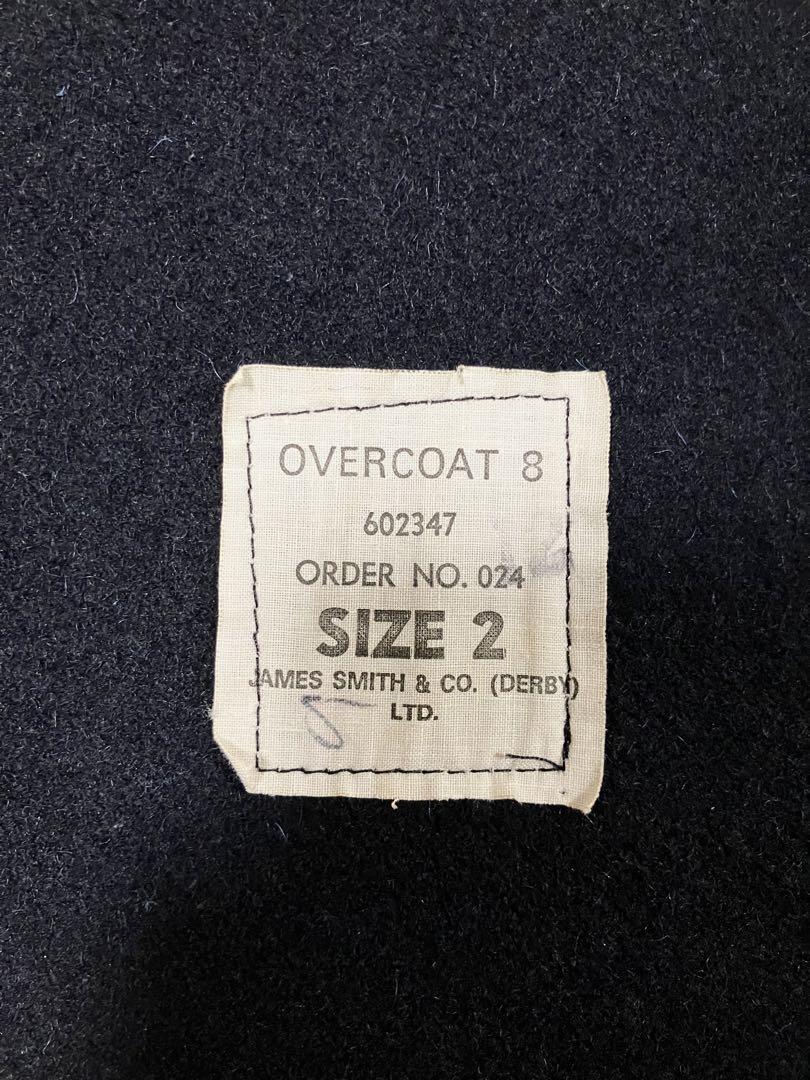 OVERCOAT 8
602347
ORDER NO. 024
SIZE 2
JAMES SMITH & CO. (DERBY)
LTD.